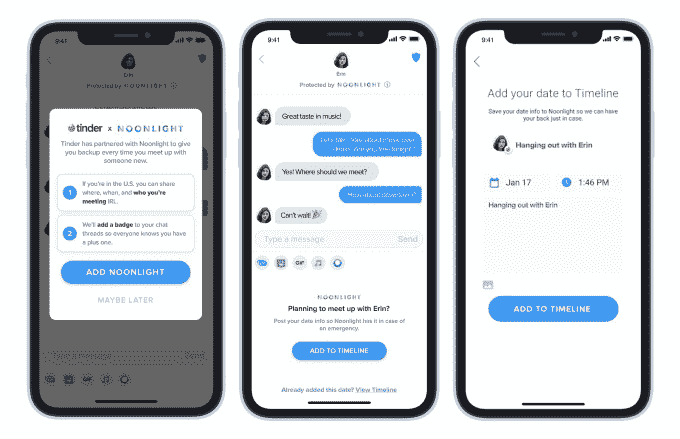 9:41
Erin
Protected by NOONLIGHT
tinder x NOONLIGHT
Tinder has partnered with Noonlight to
give you backup every time you meet up with
someone new.
1
If you're in the U.S. you can share
where, when, and who you're
meeting IRL.
2
We'll add a badge to your chat
threads so everyone knows you have
a plus one.
ADD NOONLIGHT
MAYBE LATER
Type a message
Send
9:41
Erin
Protected by NOONLIGHT
Great taste in music!
Yes! Where should we meet?
Can't wait!
Type a message
Send
GIF
NOONLIGHT
Planning to meet up with Erin?
Post your date info so Noonlight has it in case of
an emergency.
ADD TO TIMELINE
Already added this date? View Timeline
9:41
Add your date to Timeline
Save your date info to Noonlight so we can have
your back just in case.
Hanging out with Erin
Jan 17
1:46 PM
Hanging out with Erin
ADD TO TIMELINE